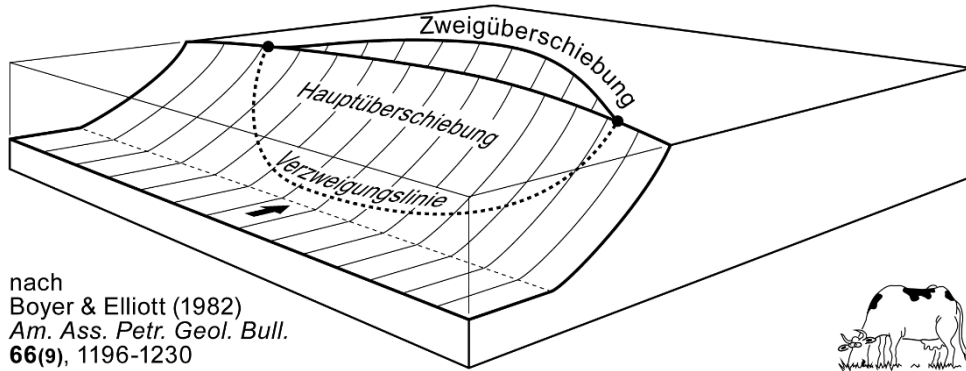 Zweigüberschiebung
Hauptüberschiebung
Verzweigungslinie
nach
Boyer & Elliott (1982)
Am. Ass. Petr. Geol. Bull.
66(9), 1196-1230